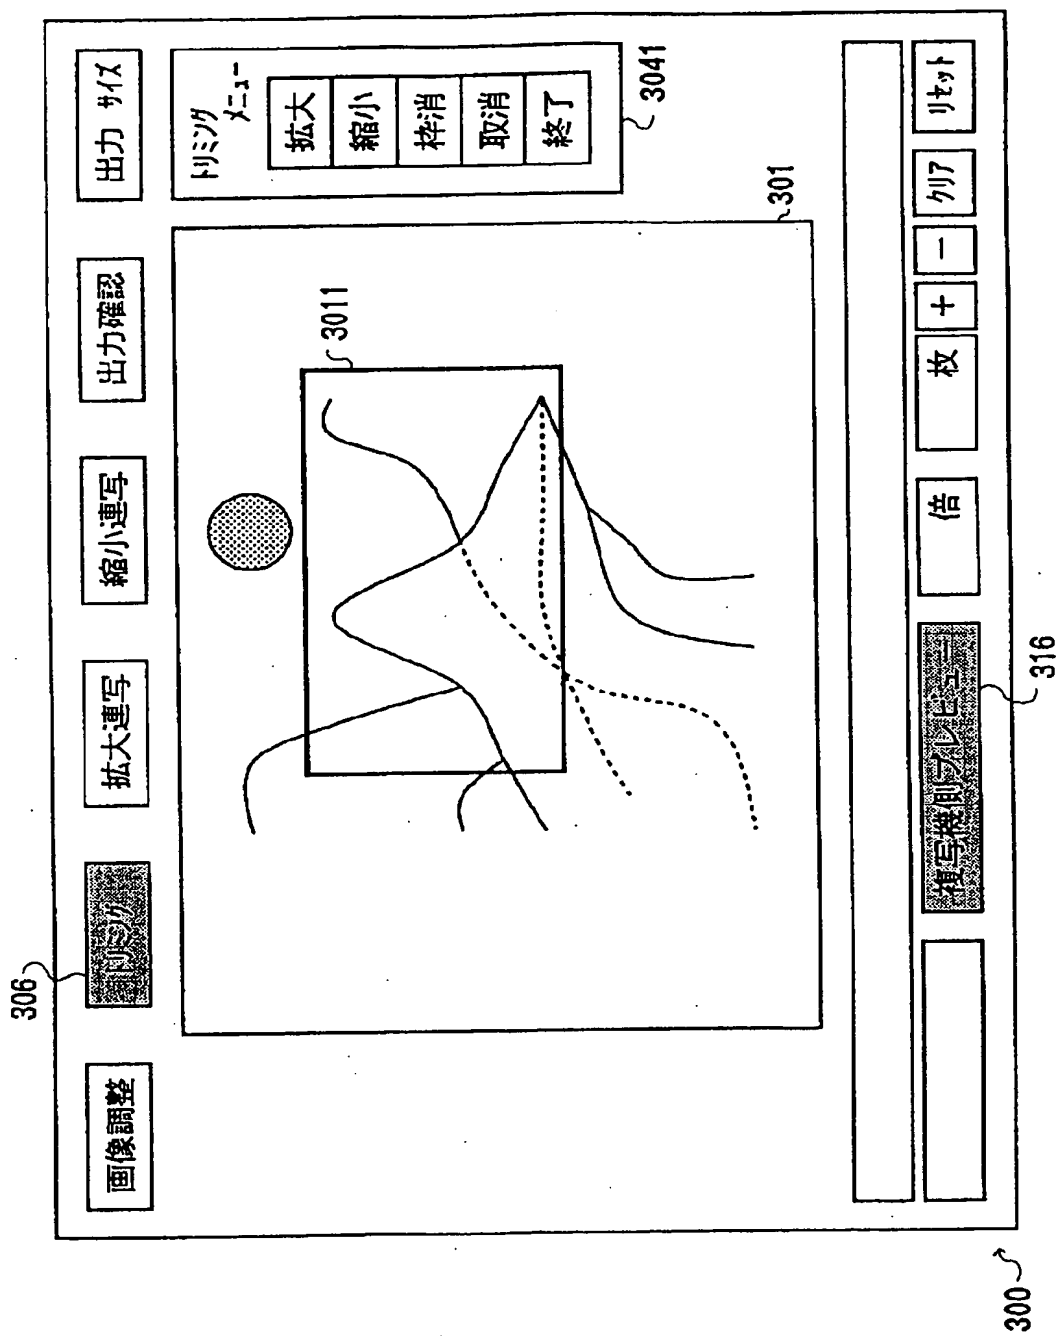 画像調整
トリミング
306
拡大連写
縮小連写
出力確認
出力 サイズ
トリミング
メニュー
拡大
縮小
枠消
取消
終了
3041
3011
301
複写機側プレビュー
316
倍
枚
+
-
クリア
リセット
300